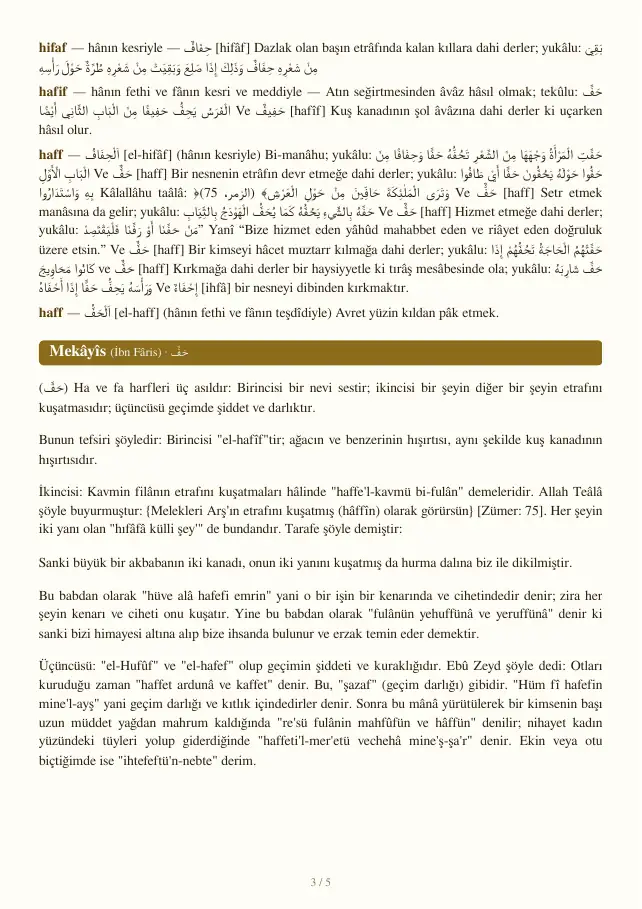 hifaf — hânın kesriyle — حِفَافٌ [hifâf] Dazlak olan başın etrâfında kalan kıllara dahi derler; yukâlu: بَقِيَ
مِنْ شَعْرِهِ حِفَافٌ وَذَلِكَ إِذَا صَلِعَ وَبَقِيَتْ مِنْ شَعْرِهِ طُرَّةٌ حَوْلَ رَأْسِهِ
hafif — hânın fethi ve fânın kesri ve meddiyle — Atın seğirtmesinden âvâz hâsıl olmak; tekûlu: حَفَّ
الْفَرَسُ يَحِفُّ حَفِيفًا مِنَ الْبَابِ الثَّانِي أَيْضًا Ve حَفِيفٌ [hafîf] Kuş kanadının şol âvâzına dahi derler ki uçarken
hâsıl olur.
haff — اَلْحِفَافُ [el-hifâf] (hânın kesriyle) Bi-manâhu; yukâlu: حَفَّتِ الْمَرْأَةُ وَجْهَهَا مِنَ الشَّعْرِ تَحُفُّهُ حَفًّا وَحِفَافًا مِنَ
الْبَابِ الْأَوَّلِ Ve حَفٌّ [haff] Bir nesnenin etrâfın devr etmeğe dahi derler; yukâlu: حَفُّوا حَوْلَهُ يَحُفُّونَ حَفًّا أَيْ طَافُوا
بِهِ وَاسْتَدَارُوا Kâlallâhu taâlâ: ﴿وَتَرَى الْمَلَٰئِكَةَ حَافِّينَ مِنْ حَوْلِ الْعَرْشِ﴾ (الزمر، 75) Ve حَفٌّ [haff] Setr etmek
manâsına da gelir; yukâlu: حَفَّهُ بِالشَّيْءِ يَحُفُّهُ كَمَا يُحَفُّ الْهَوْدَجُ بِالثِّيَابِ Ve حَفٌّ [haff] Hizmet etmeğe dahi derler;
yukâlu: “مَنْ حَفَّنَا أَوْ رَفَّنَا فَلْيَقْتَصِدْ” Yanî “Bize hizmet eden yâhûd mahabbet eden ve riâyet eden doğruluk
üzere etsin.” Ve حَفٌّ [haff] Bir kimseyi hâcet muztarr kılmağa dahi derler; yukâlu: حَفَّتْهُمُ الْحَاجَةُ تَحُفُّهُمْ إِذَا
كَانُوا مَحَاوِيجَ ve حَفٌّ [haff] Kırkmağa dahi derler bir haysiyyetle ki tırâş mesâbesinde ola; yukâlu: حَفَّ شَارِبَهُ
وَرَأْسَهُ يَحِفُّ حَفًّا إِذَا أَحْفَاهُ Ve إِحْفَاءٌ [ihfâ] bir nesneyi dibinden kırkmaktır.
haff — اَلْحَفُّ [el-haff] (hânın fethi ve fânın teşdîdiyle) Avret yüzin kıldan pâk etmek.
Mekâyîs (İbn Fâris) · حَفَّ
(حَفَّ) Ha ve fa harfleri üç asıldır: Birincisi bir nevi sestir; ikincisi bir şeyin diğer bir şeyin etrafını
kuşatmasıdır; üçüncüsü geçimde şiddet ve darlıktır.
Bunun tefsiri şöyledir: Birincisi "el-hafîf"tir; ağacın ve benzerinin hışırtısı, aynı şekilde kuş kanadının
hışırtısıdır.
İkincisi: Kavmin filânın etrafını kuşatmaları hâlinde "haffe'l-kavmü bi-fulân" demeleridir. Allah Teâlâ
şöyle buyurmuştur: {Melekleri Arş'ın etrafını kuşatmış (hâffîn) olarak görürsün} [Zümer: 75]. Her şeyin
iki yanı olan "hıfâfâ külli şey'" de bundandır. Tarafe şöyle demiştir:
Sanki büyük bir akbabanın iki kanadı, onun iki yanını kuşatmış da hurma dalına biz ile dikilmiştir.
Bu babdan olarak "hüve alâ hafefi emrin" yani o bir işin bir kenarında ve cihetindedir denir; zira her
şeyin kenarı ve ciheti onu kuşatır. Yine bu babdan olarak "fulânün yehuffünâ ve yeruffünâ" denir ki
sanki bizi himayesi altına alıp bize ihsanda bulunur ve erzak temin eder demektir.
Üçüncüsü: "el-Hufûf" ve "el-hafef" olup geçimin şiddeti ve kuraklığıdır. Ebû Zeyd şöyle dedi: Otları
kuruduğu zaman "haffet ardunâ ve kaffet" denir. Bu, "şazaf" (geçim darlığı) gibidir. "Hüm fî hafefin
mine'l-ayş" yani geçim darlığı ve kıtlık içindedirler denir. Sonra bu mânâ yürütülerek bir kimsenin başı
uzun müddet yağdan mahrum kaldığında "re'sü fulânin mahfûfün ve hâffün" denilir; nihayet kadın
yüzündeki tüyleri yolup giderdiğinde "haffeti'l-mer'etü vechehâ mine'ş-şa'r" denir. Ekin veya otu
biçtiğimde ise "ihtefeftü'n-nebte" derim.
3 / 5